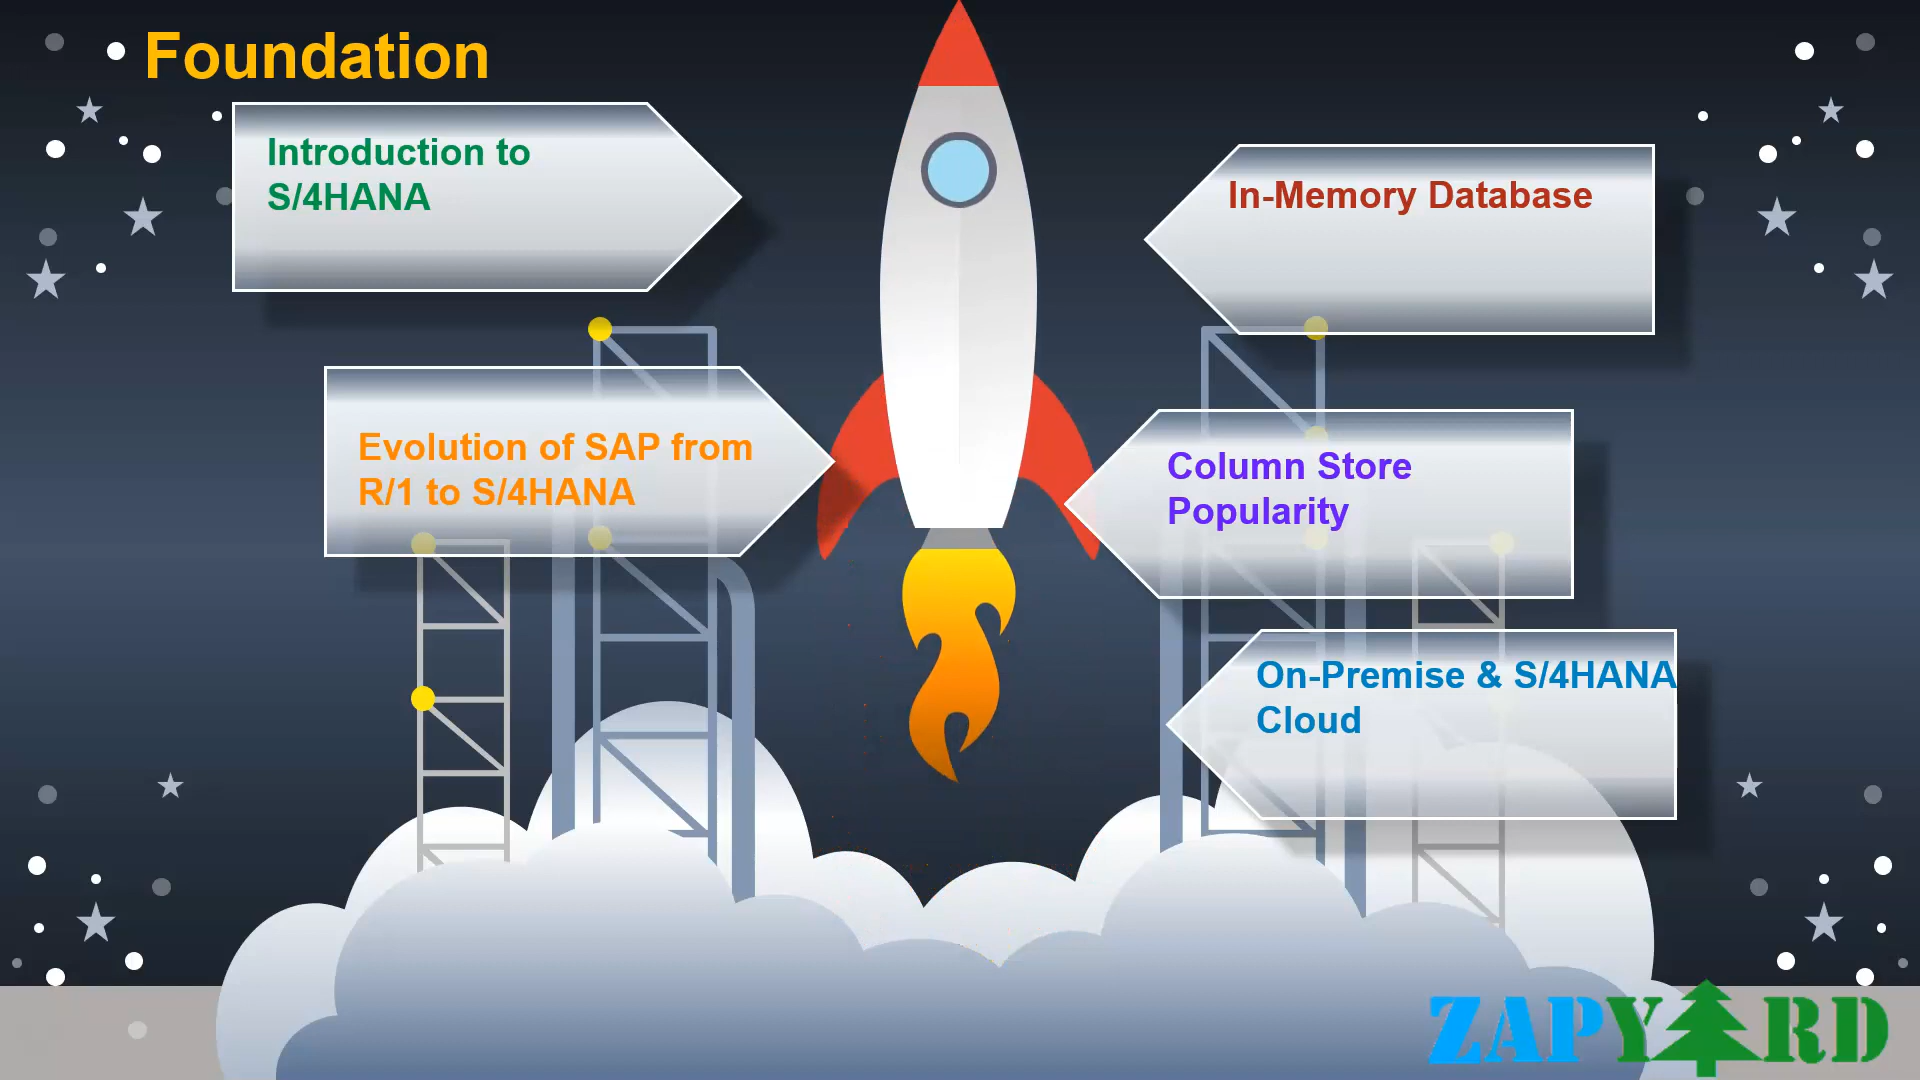 Foundation
Introduction to
S/4HANA
Evolution of SAP from
R/1 to S/4HANA
In-Memory Database
Column Store
Popularity
On-Premise & S/4HANA
Cloud
ZAPYARD